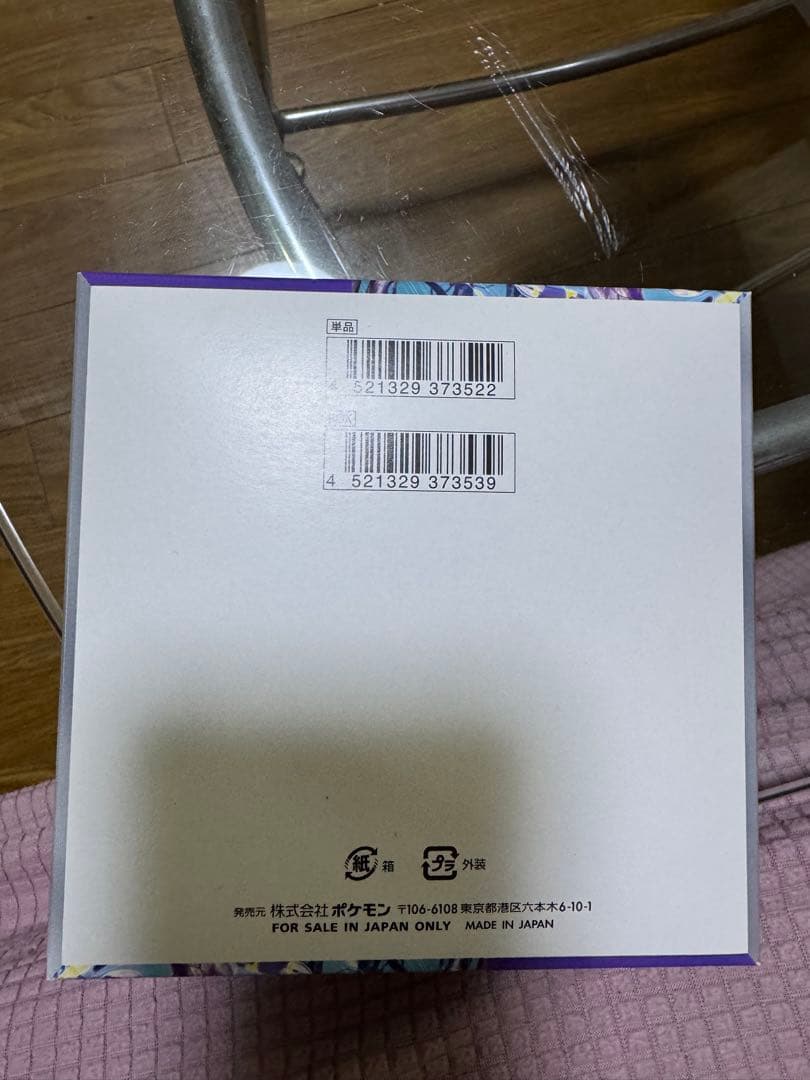 単品
4 521329 373522
BOX
4 521329 373539
紙 箱 プラ 外装
発売元 株式会社 ポケモン 〒106-6108 東京都港区六本木6-10-1
FOR SALE IN JAPAN ONLY MADE IN JAPAN